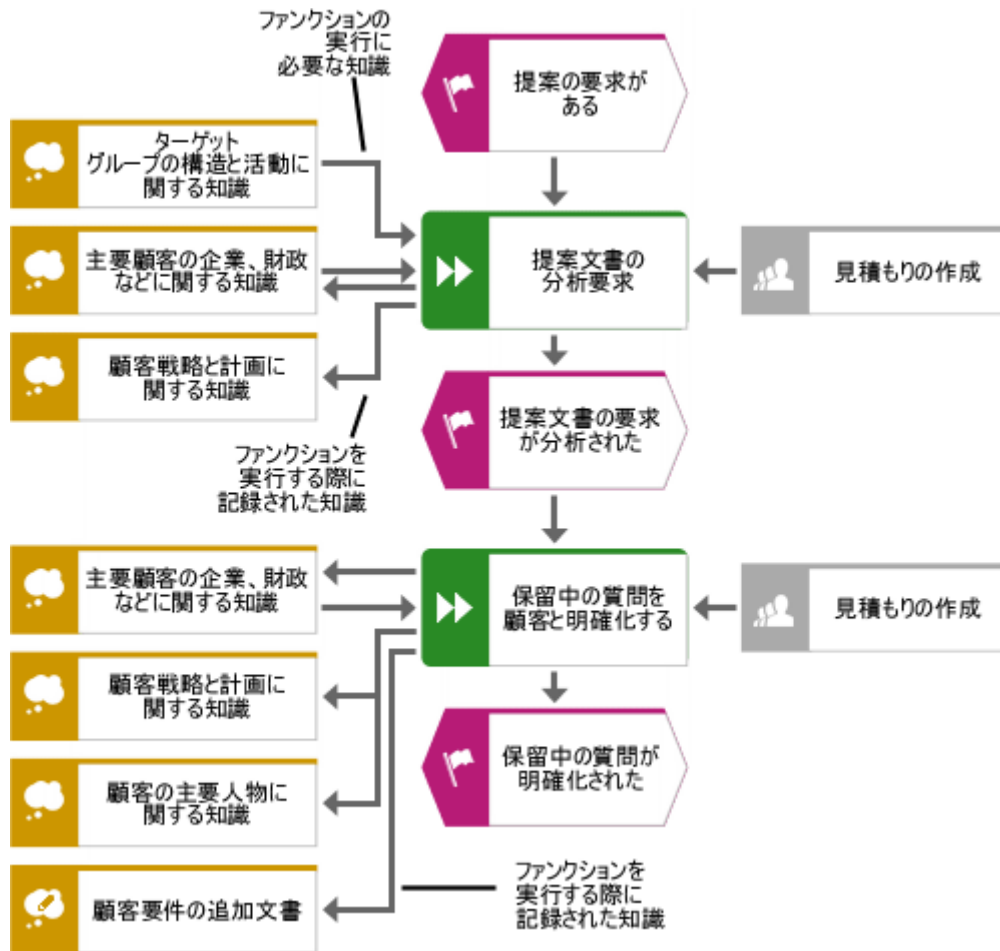 ファンクションの
実行に
必要な知識
提案の要求が
ある
ターゲット
グループの構造と活動に
関する知識
主要顧客の企業、財政
などに関する知識
提案文書の
分析要求
見積もりの作成
顧客戦略と計画に
関する知識
提案文書の要求
が分析された
ファンクションを
実行する際に
記録された知識
主要顧客の企業、財政
などに関する知識
保留中の質問を
顧客と明確化する
見積もりの作成
顧客戦略と計画に
関する知識
保留中の質問が
明確化された
顧客の主要人物に
関する知識
顧客要件の追加文書
ファンクションを
実行する際に
記録された知識